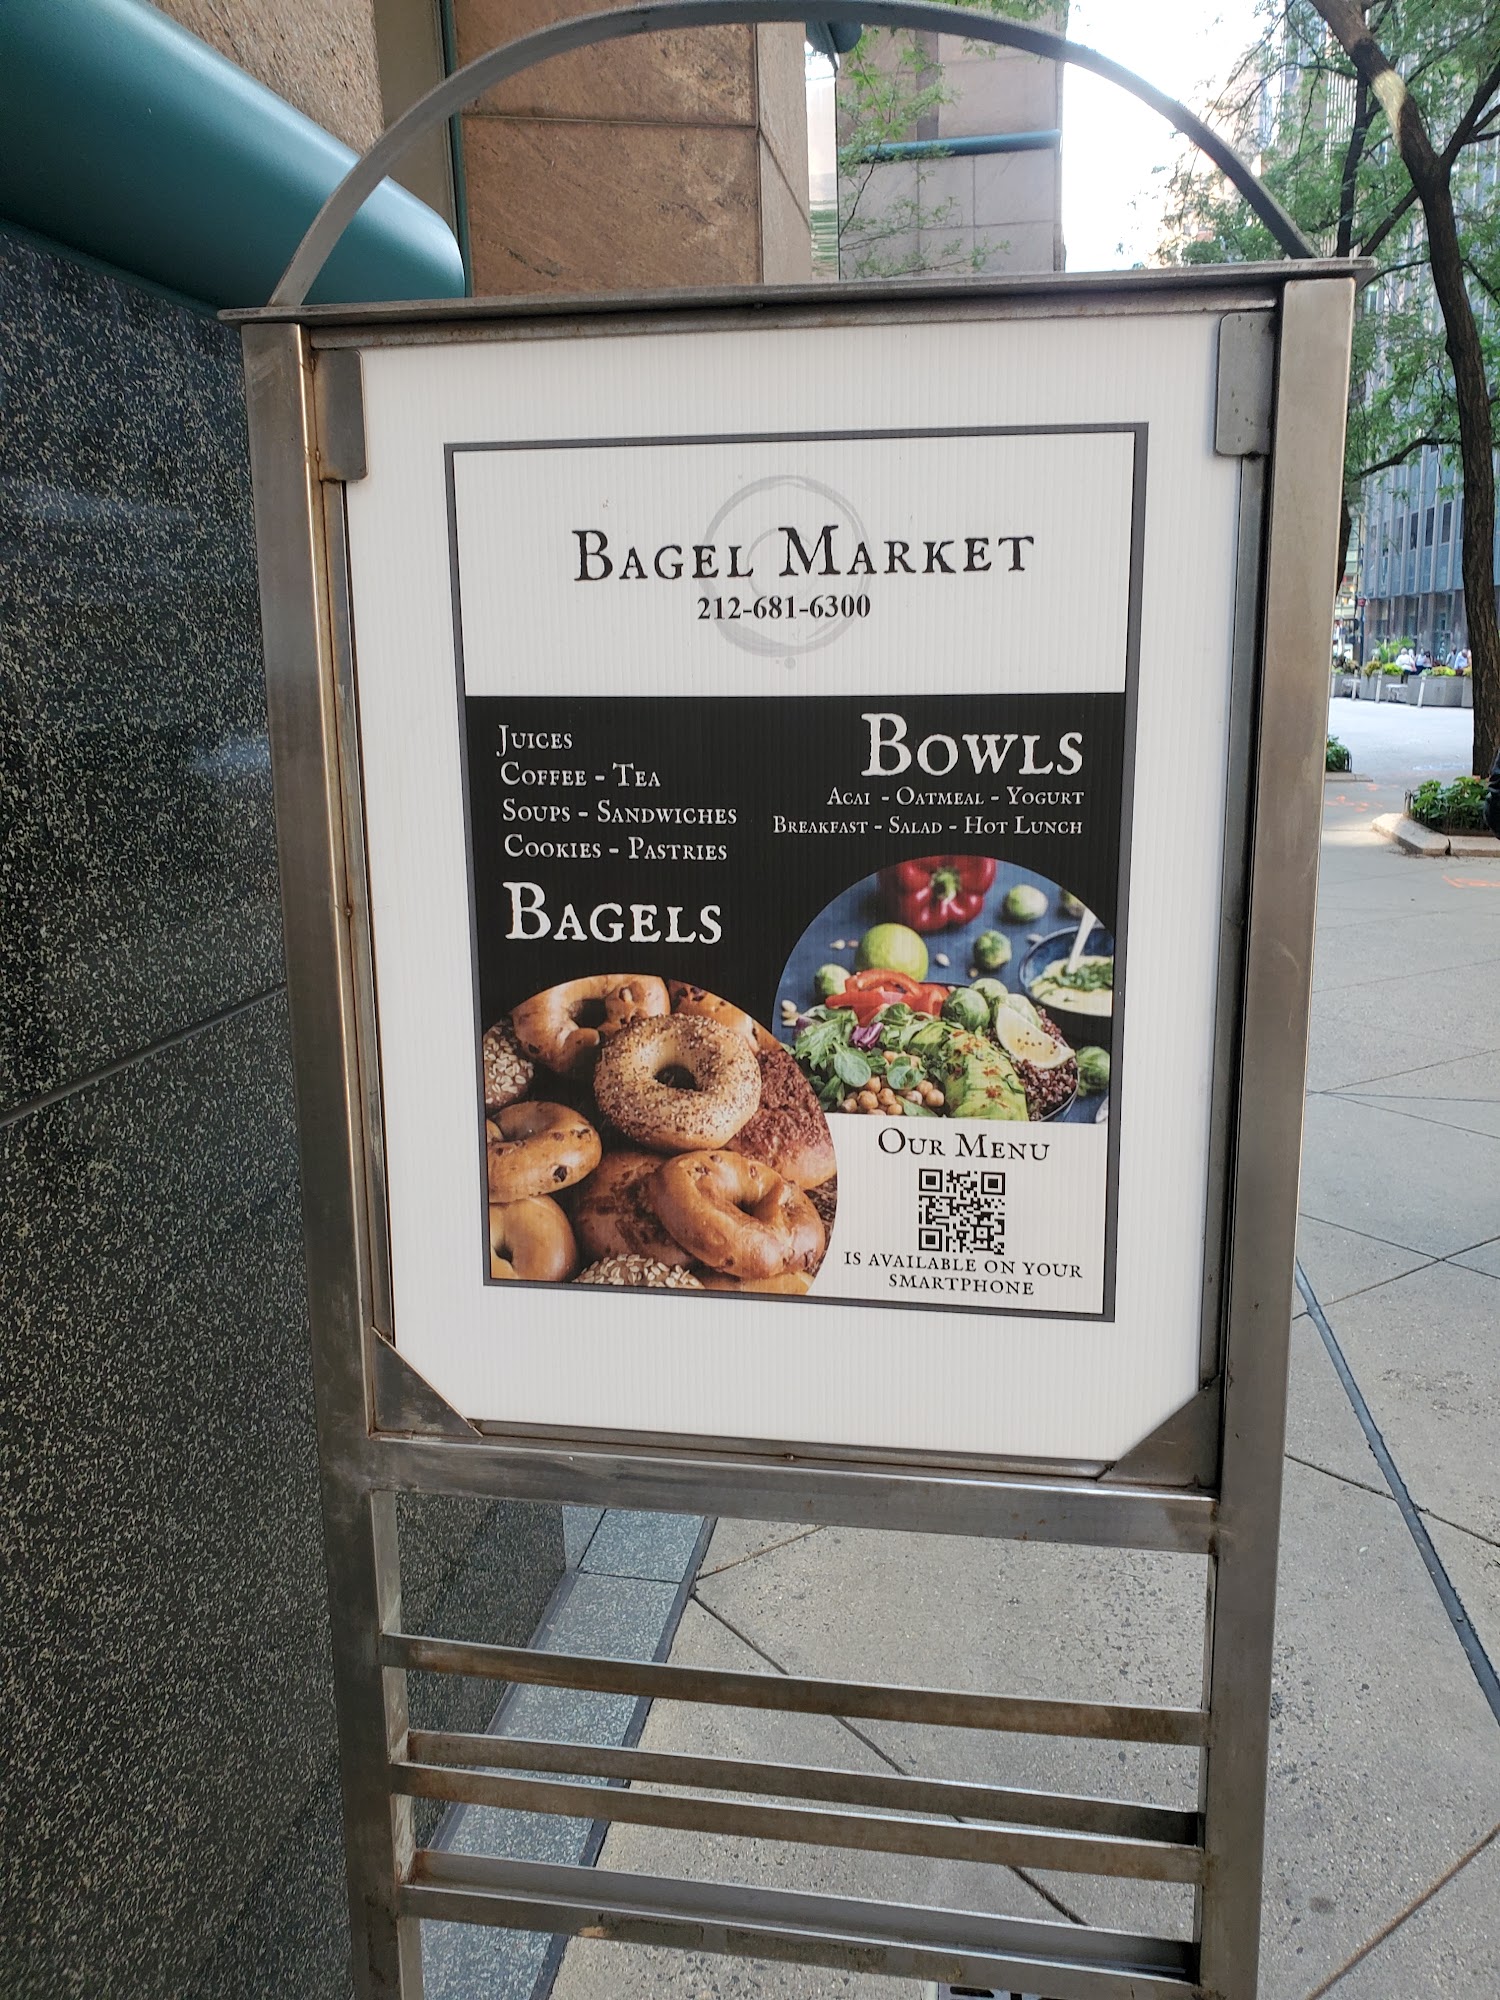 Bagel Market
212-681-6300
Juices
Coffee - Tea
Soups - Sandwiches
Cookies - Pastries
Bagels
Bowls
Acai - Oatmeal - Yogurt
Breakfast - Salad - Hot Lunch
Our Menu
is available on your
smartphone